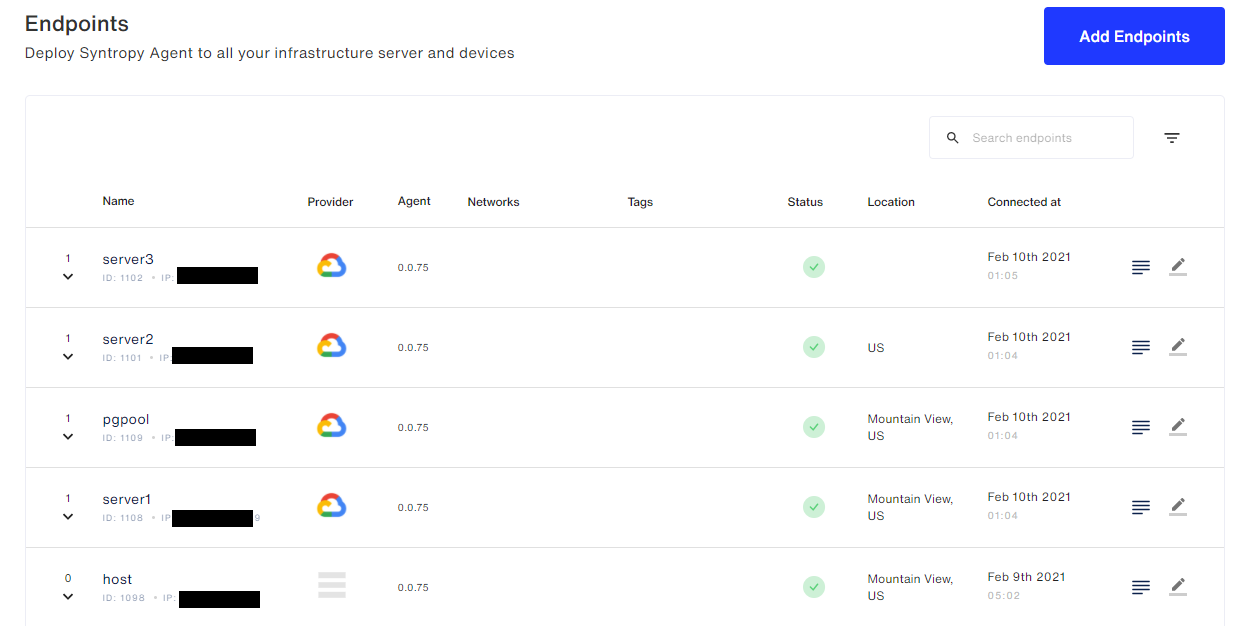 Endpoints
Deploy Syntropy Agent to all your infrastructure server and devices
Add Endpoints
Search endpoints
Name Provider Agent Networks Tags Status Location Connected at
1 server3 0.0.75 Feb 10th 2021
ID: 1102 • IP: 01:05
1 server2 0.0.75 US Feb 10th 2021
ID: 1101 • IP: 01:04
1 pgpool 0.0.75 Mountain View, US Feb 10th 2021
ID: 1109 • IP: 01:04
1 server1 0.0.75 Mountain View, US Feb 10th 2021
ID: 1108 • IP 9 01:04
0 host 0.0.75 Mountain View, US Feb 9th 2021
ID: 1098 • IP: 05:02